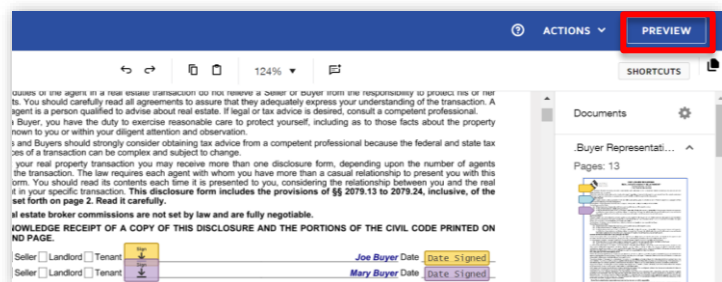 ACTIONS
PREVIEW
124%
SHORTCUTS
duties of the agent in a real estate transaction do not relieve a Seller or Buyer from the responsibility to protect his or her
ts. You should carefully read all agreements to assure that they adequately express your understanding of the transaction. A
agent is a person qualified to advise about real estate. If legal or tax advice is desired, consult a competent professional.
Buyer, you have the duty to exercise reasonable care to protect yourself, including as to those facts about the property
nown to you or within your diligent attention and observation.
s and Buyers should strongly consider obtaining tax advice from a competent professional because the federal and state tax
ces of a transaction can be complex and subject to change.
your real property transaction you may receive more than one disclosure form, depending upon the number of agents
the transaction. The law requires each agent with whom you have more than a casual relationship to present you with this
orm. You should read its contents each time it is presented to you, considering the relationship between you and the real
t in your specific transaction. This disclosure form includes the provisions of §§ 2079.13 to 2079.24, inclusive, of the
set forth on page 2. Read it carefully.
al estate broker commissions are not set by law and are fully negotiable.
NOWLEDGE RECEIPT OF A COPY OF THIS DISCLOSURE AND THE PORTIONS OF THE CIVIL CODE PRINTED ON
ND PAGE.
Seller Landlord Tenant Sign Joe Buyer Date Date Signed
Seller Landlord Tenant Sign Mary Buyer Date Date Signed
Documents
.Buyer Representati...
Pages: 13